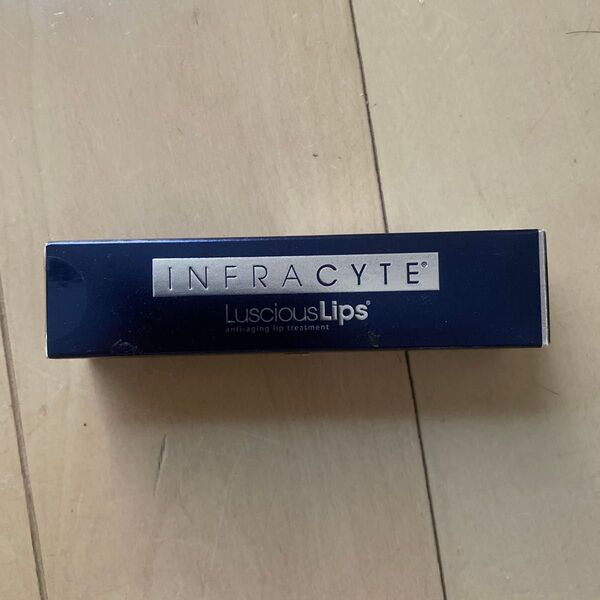 INFRACYTE®
LusciousLips®
anti-aging lip treatment